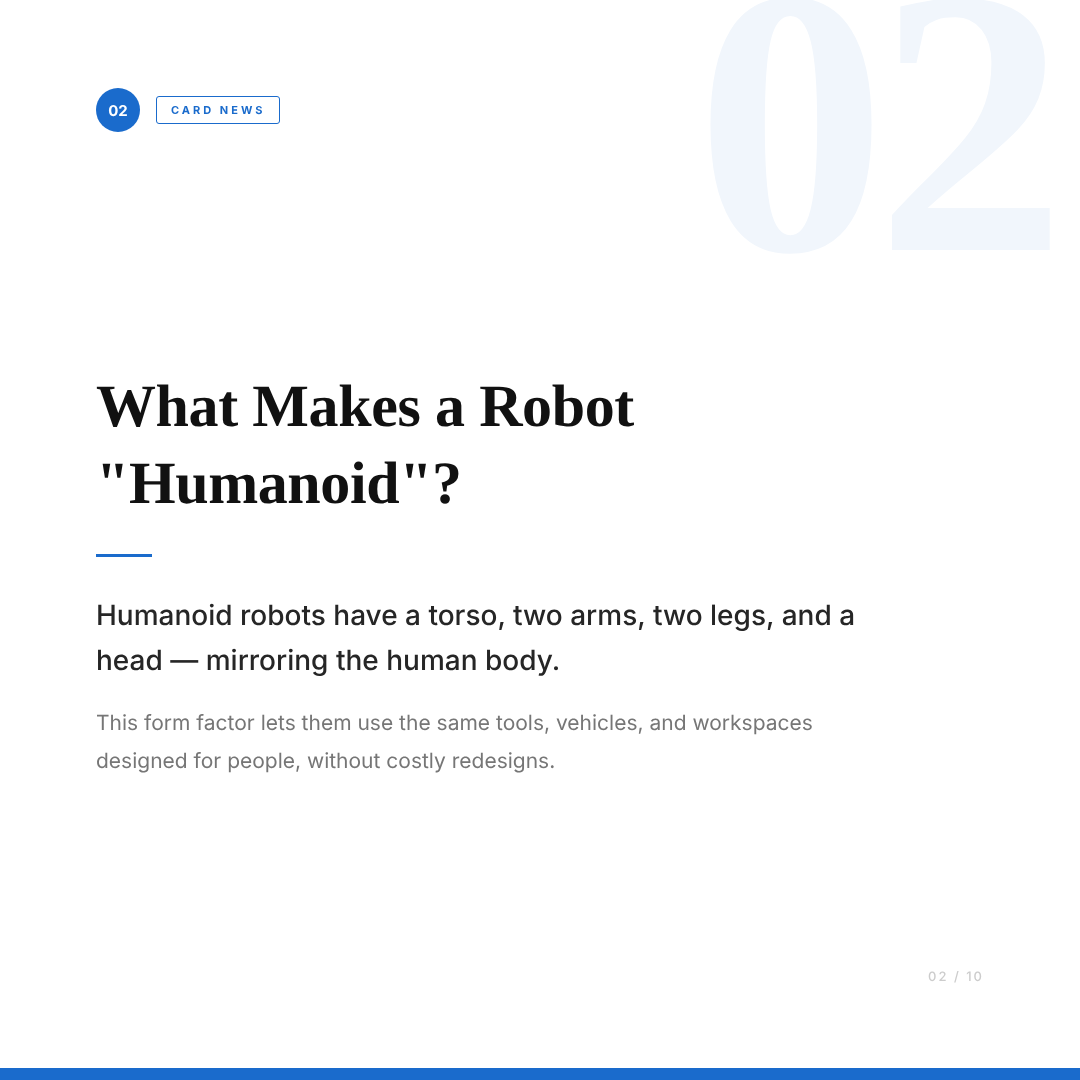 02
02
CARD NEWS
What Makes a Robot
"Humanoid"?
Humanoid robots have a torso, two arms, two legs, and a
head — mirroring the human body.
This form factor lets them use the same tools, vehicles, and workspaces
designed for people, without costly redesigns.
02 / 10